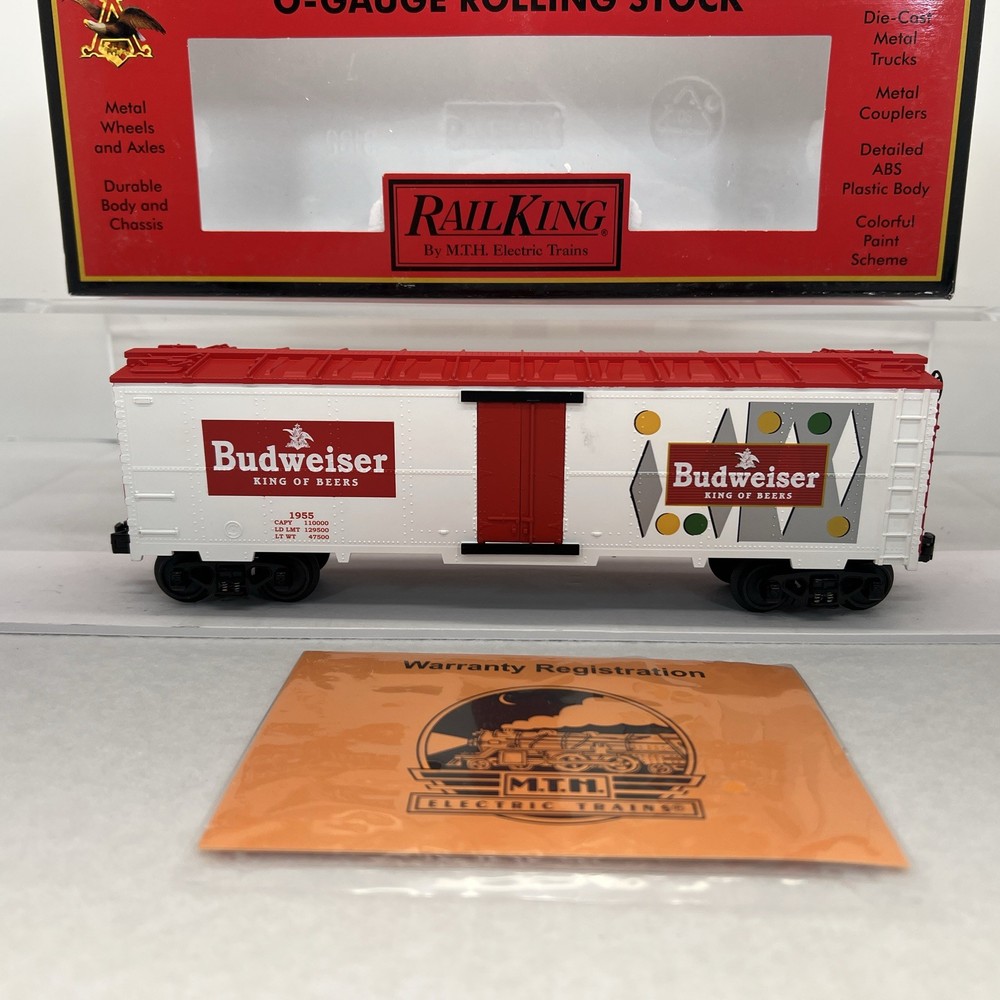 O-GAUGE ROLLING STOCK
Metal
Wheels
and Axles
Durable
Body and
Chassis
Die-Cast
Metal
Trucks
Metal
Couplers
Detailed
ABS
Plastic Body
Colorful
Paint
Scheme
RAILKING®
By M.T.H. Electric Trains
Budweiser
KING OF BEERS
1955
CAPY 110000
LD LMT 129500
LT WT 47500
Budweiser
KING OF BEERS
Warranty Registration
M.T.H.
ELECTRIC TRAINS®